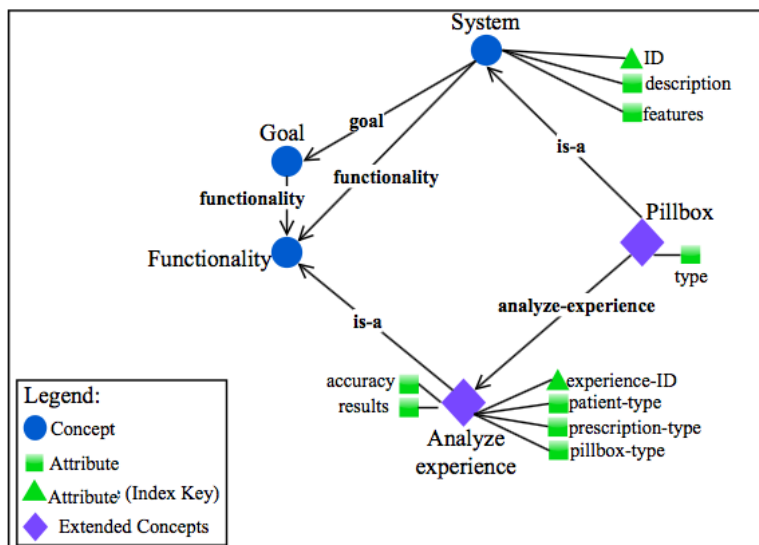 System
ID
description
features
goal
Goal
functionality
functionality
is-a
Pillbox
Functionality
type
analyze-experience
is-a
accuracy
results
experience-ID
patient-type
prescription-type
pillbox-type
Analyze
experience
Legend:
Concept
Attribute
Attribute (Index Key)
Extended Concepts